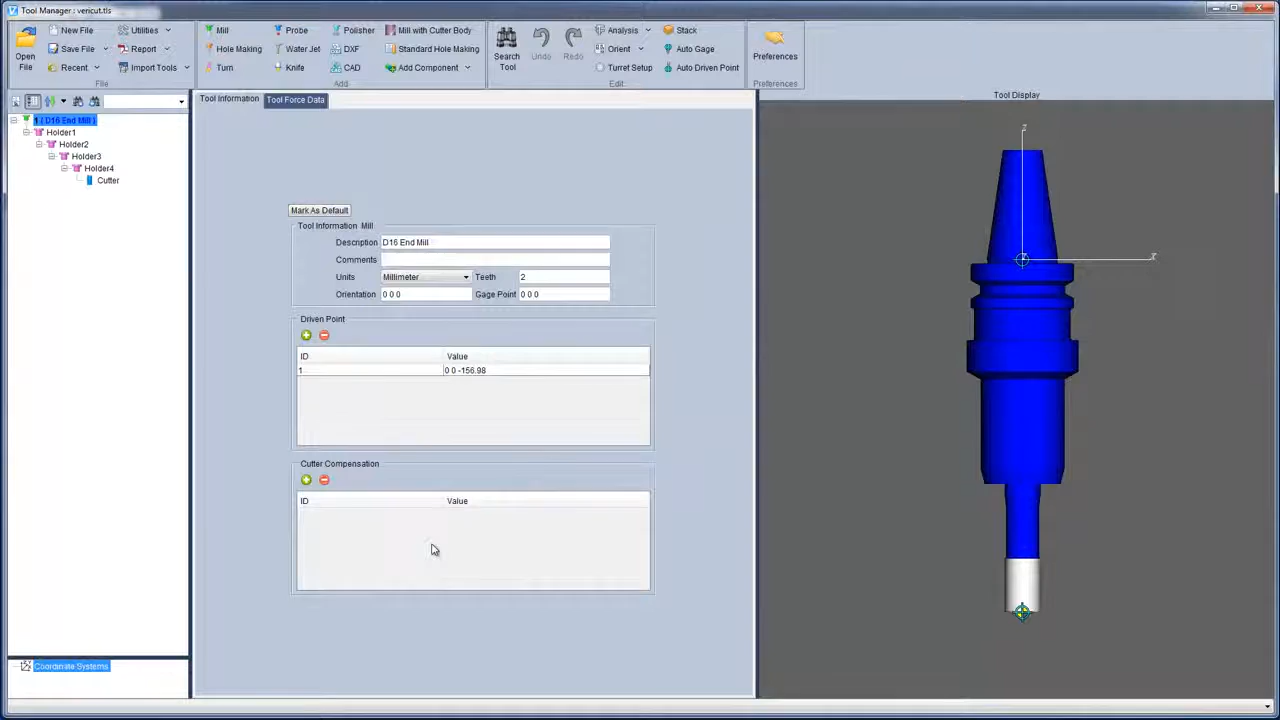 Tool Manager : vericut.tls
Open File
New File
Save File
Recent
Utilities
Report
Import Tools
File
Mill
Hole Making
Turn
Probe
Water Jet
Knife
Polisher
DXF
CAD
Mill with Cutter Body
Standard Hole Making
Add Component
Add
Search Tool
Undo
Redo
Analysis
Orient
Turret Setup
Stack
Auto Gage
Auto Driven Point
Edit
Preferences
Preferences
1 ( D16 End Mill )
Holder1
Holder2
Holder3
Holder4
Cutter
Coordinate Systems
Tool Information
Tool Force Data
Mark As Default
Tool Information Mill
Description D16 End Mill
Comments
Units Millimeter Teeth 2
Orientation 0 0 0 Gage Point 0 0 0
Driven Point
ID Value
1 0 0 -156.98
Cutter Compensation
ID Value
Tool Display
Z